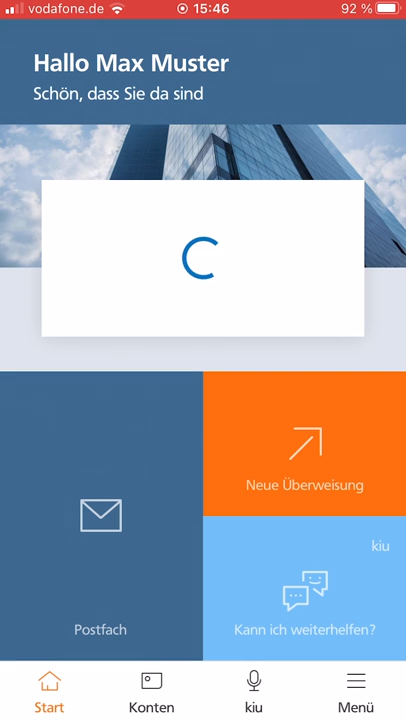 vodafone.de 15:46 92 %
Hallo Max Muster
Schön, dass Sie da sind
Neue Überweisung
kiu
Postfach
Kann ich weiterhelfen?
Start
Konten
kiu
Menü